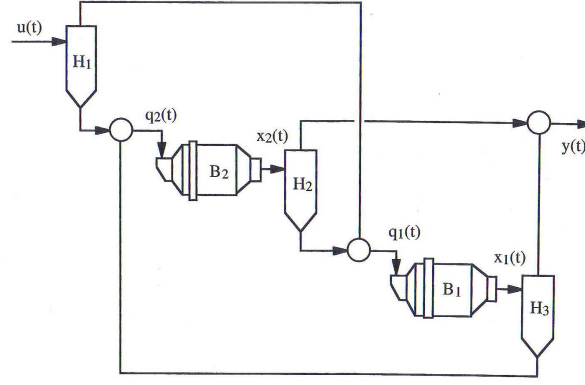 u(t)
H1
q2(t)
x2(t)
y(t)
B2
H2
q1(t)
x1(t)
B1
H3